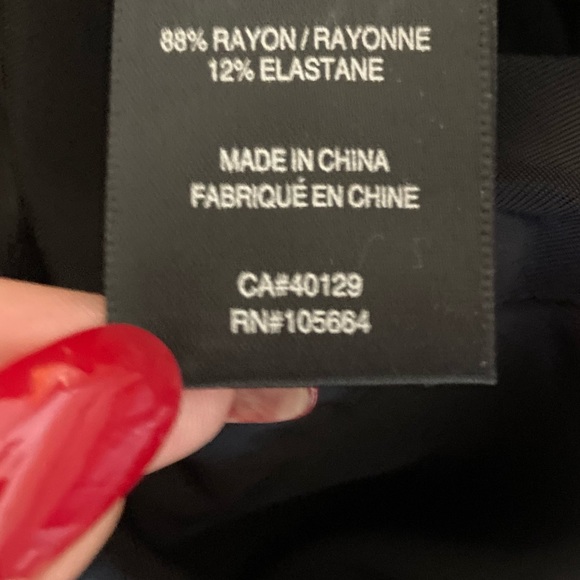 88% RAYON / RAYONNE
12% ELASTANE
MADE IN CHINA
FABRIQUÉ EN CHINE
CA#40129
RN#105664